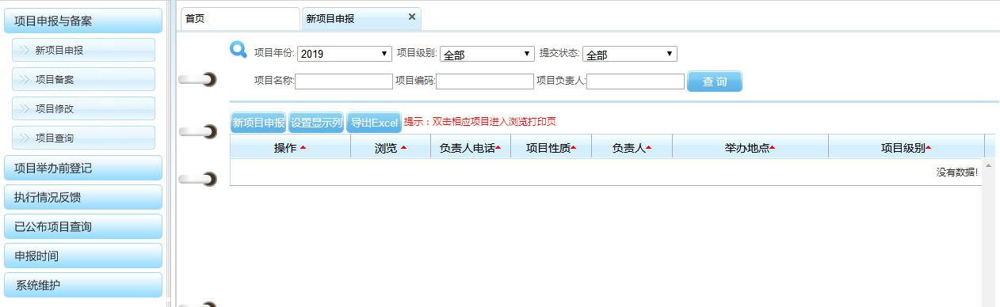 项目申报与备案
新项目申报
项目备案
项目修改
项目查询
项目举办前登记
执行情况反馈
已公布项目查询
申报时间
系统维护
首页
新项目申报
项目年份: 2019 项目级别: 全部 提交状态: 全部
项目名称: 项目编码: 项目负责人: 查 询
新项目申报 设置显示列 导出Excel 提示：双击相应项目进入浏览打印页
操作 浏览 负责人电话 项目性质 负责人 举办地点 项目级别
没有数据!